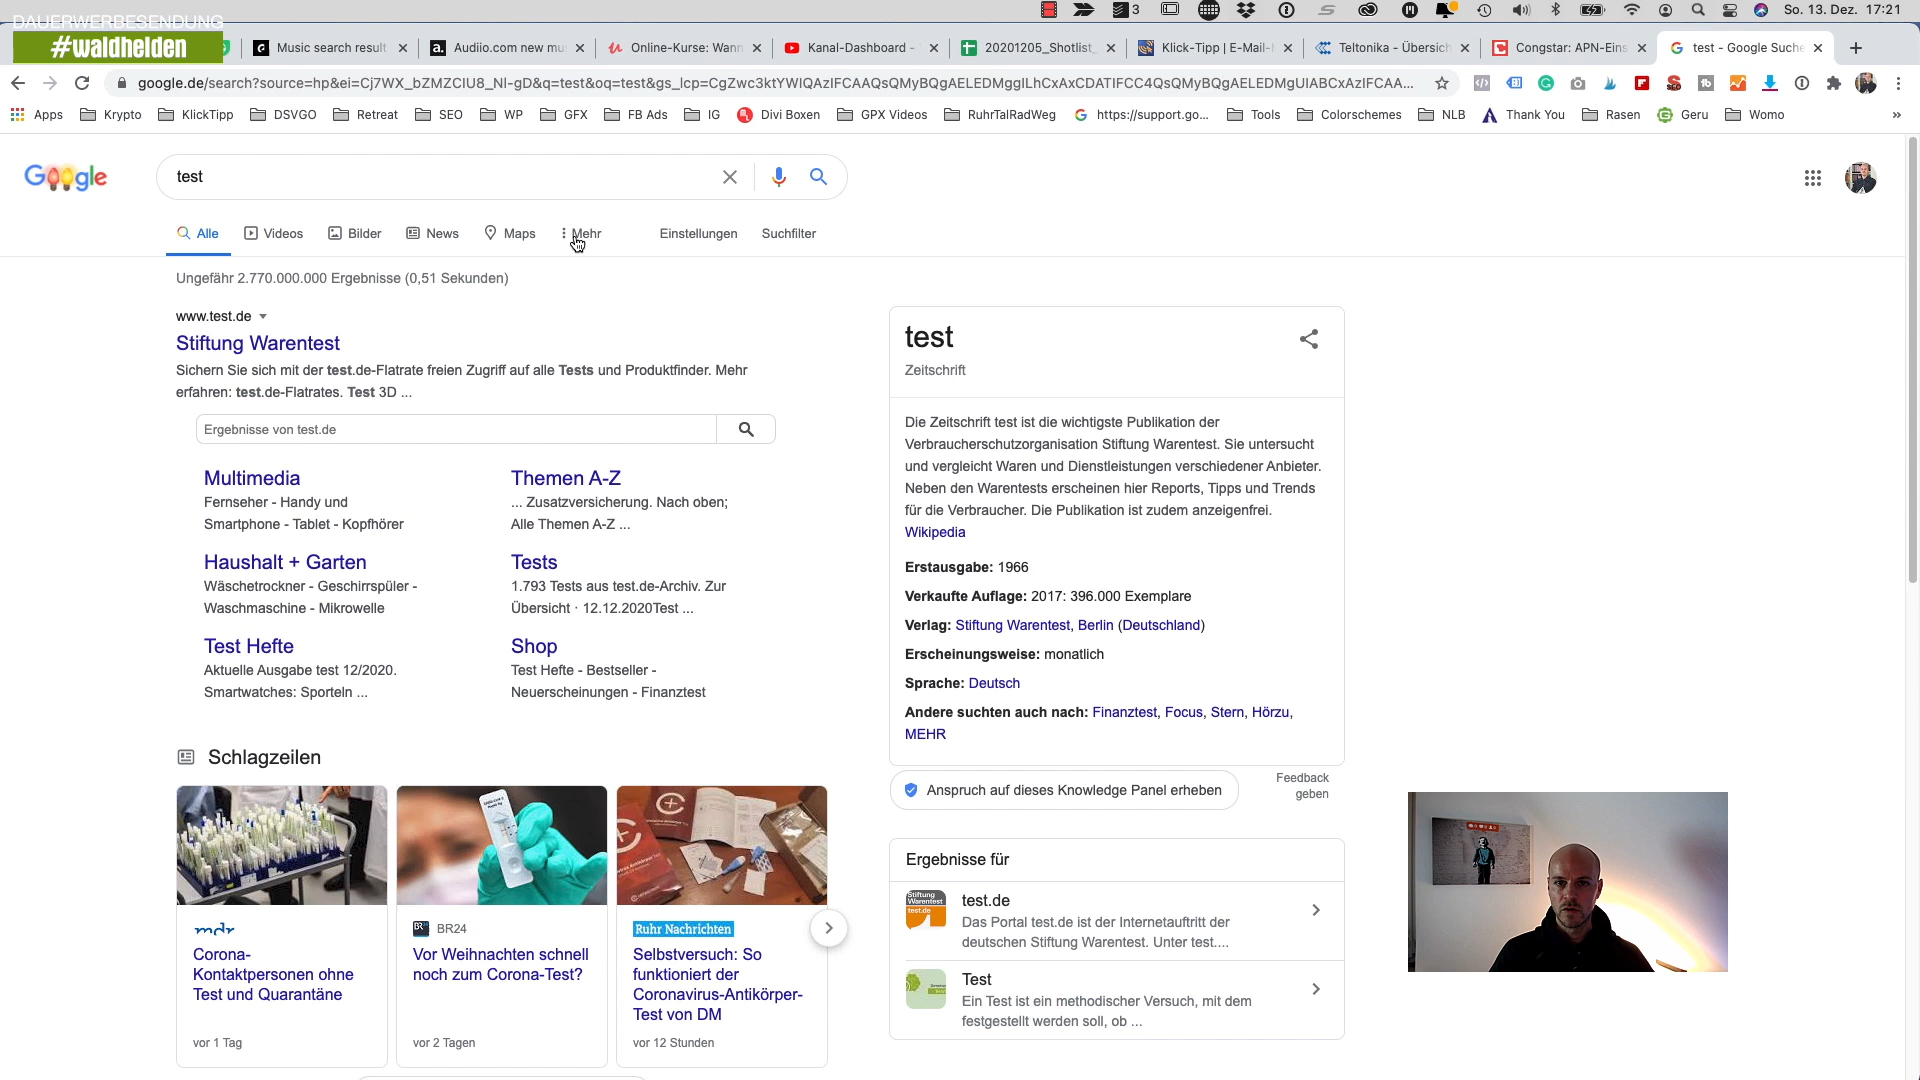 DAUERWERBESENDUNG
#waldhelden
3
So. 13. Dez. 17:21
Music search result
Audiio.com new mu
Online-Kurse: Wann
Kanal-Dashboard -
20201205_Shotlist_
Klick-Tipp | E-Mail-
Teltonika - Übersich
Congstar: APN-Eins
test - Google Suche
google.de/search?source=hp&ei=Cj7WX_bZMZCIU8_NI-gD&q=test&oq=test&gs_lcp=CgZwc3ktYWIQAzIFCAAQsQMyBQgAELEDMggILhCxAxCDATIFCC4QsQMyBQgAELEDMgUIABCxAzIFCAA...
Apps
Krypto
KlickTipp
DSVGO
Retreat
SEO
WP
GFX
FB Ads
IG
Divi Boxen
GPX Videos
RuhrTalRadWeg
https://support.go...
Tools
Colorschemes
NLB
Thank You
Rasen
Geru
Womo
»
Google
test
Alle
Videos
Bilder
News
Maps
Mehr
Einstellungen
Suchfilter
Ungefähr 2.770.000.000 Ergebnisse (0,51 Sekunden)
www.test.de
Stiftung Warentest
Sichern Sie sich mit der test.de-Flatrate freien Zugriff auf alle Tests und Produktfinder. Mehr
erfahren: test.de-Flatrates. Test 3D ...
Ergebnisse von test.de
Multimedia
Fernseher - Handy und
Smartphone - Tablet - Kopfhörer
Themen A-Z
... Zusatzversicherung. Nach oben;
Alle Themen A-Z ...
Haushalt + Garten
Wäschetrockner - Geschirrspüler -
Waschmaschine - Mikrowelle
Tests
1.793 Tests aus test.de-Archiv. Zur
Übersicht · 12.12.2020Test ...
Test Hefte
Aktuelle Ausgabe test 12/2020.
Smartwatches: Sporteln ...
Shop
Test Hefte - Bestseller -
Neuerscheinungen - Finanztest
Schlagzeilen
mdr
Corona-
Kontaktpersonen ohne
Test und Quarantäne
vor 1 Tag
BR24
Vor Weihnachten schnell
noch zum Corona-Test?
vor 2 Tagen
Ruhr Nachrichten
Selbstversuch: So
funktioniert der
Coronavirus-Antikörper-
Test von DM
vor 12 Stunden
test
Zeitschrift
Die Zeitschrift test ist die wichtigste Publikation der
Verbraucherschutzorganisation Stiftung Warentest. Sie untersucht
und vergleicht Waren und Dienstleistungen verschiedener Anbieter.
Neben den Warentests erscheinen hier Reports, Tipps und Trends
für die Verbraucher. Die Publikation ist zudem anzeigenfrei.
Wikipedia
Erstausgabe: 1966
Verkaufte Auflage: 2017: 396.000 Exemplare
Verlag: Stiftung Warentest, Berlin (Deutschland)
Erscheinungsweise: monatlich
Sprache: Deutsch
Andere suchten auch nach: Finanztest, Focus, Stern, Hörzu,
MEHR
Anspruch auf dieses Knowledge Panel erheben
Feedback
geben
Ergebnisse für
Stiftung
Warentest
test.de
test.de
Das Portal test.de ist der Internetauftritt der
deutschen Stiftung Warentest. Unter test....
Test
Ein Test ist ein methodischer Versuch, mit dem
festgestellt werden soll, ob ...